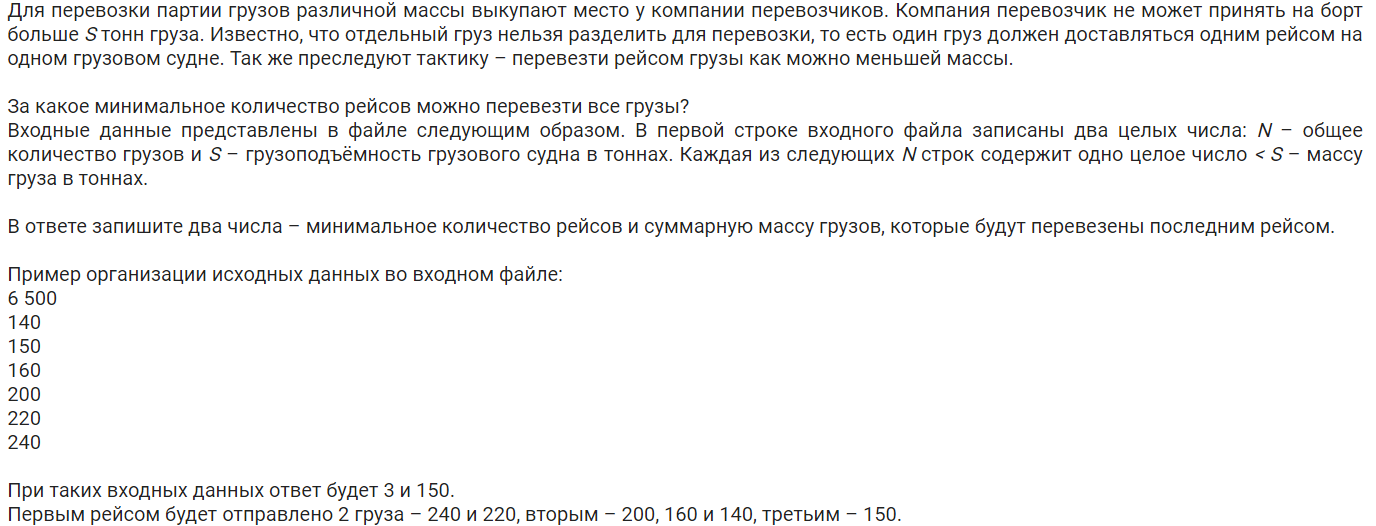 Для перевозки партии грузов различной массы выкупают место у компании перевозчиков. Компания перевозчик не может принять на борт
больше S тонн груза. Известно, что отдельный груз нельзя разделить для перевозки, то есть один груз должен доставляться одним рейсом на
одном грузовом судне. Так же преследуют тактику – перевезти рейсом грузы как можно меньшей массы.
За какое минимальное количество рейсов можно перевезти все грузы?
Входные данные представлены в файле следующим образом. В первой строке входного файла записаны два целых числа: N – общее
количество грузов и S – грузоподъёмность грузового судна в тоннах. Каждая из следующих N строк содержит одно целое число < S – массу
груза в тоннах.
В ответе запишите два числа – минимальное количество рейсов и суммарную массу грузов, которые будут перевезены последним рейсом.
Пример организации исходных данных во входном файле:
6 500
140
150
160
200
220
240
При таких входных данных ответ будет 3 и 150.
Первым рейсом будет отправлено 2 груза – 240 и 220, вторым – 200, 160 и 140, третьим – 150.